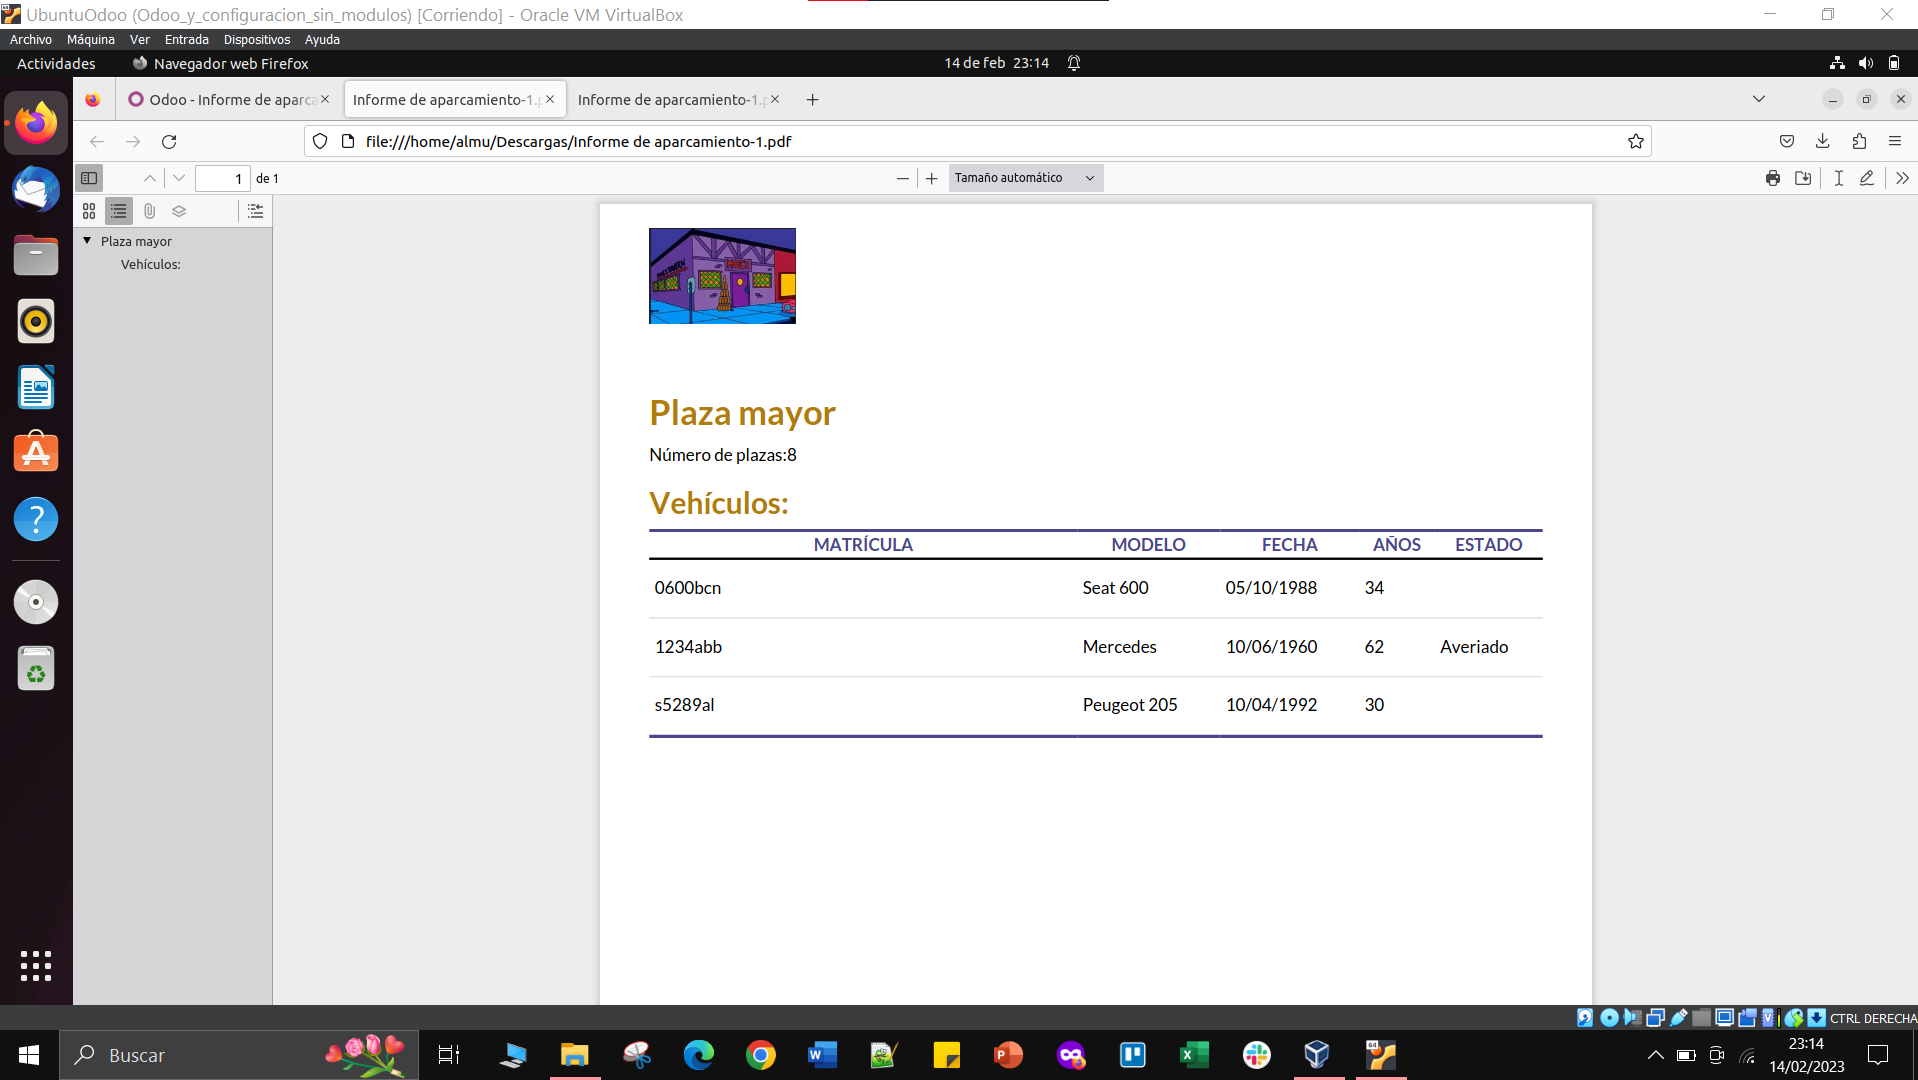 UbuntuOdoo (Odoo_y_configuracion_sin_modulos) [Corriendo] - Oracle VM VirtualBox
Archivo Máquina Ver Entrada Dispositivos Ayuda
Actividades Navegador web Firefox 14 de feb 23:14
Odoo - Informe de aparca Informe de aparcamiento-1.p Informe de aparcamiento-1.p
file:///home/almu/Descargas/Informe de aparcamiento-1.pdf
1 de 1 Tamaño automático
Plaza mayor
Vehículos:
MOE'S
Plaza mayor
Número de plazas:8
Vehículos:
MATRÍCULA MODELO FECHA AÑOS ESTADO
0600bcn Seat 600 05/10/1988 34
1234abb Mercedes 10/06/1960 62 Averiado
s5289al Peugeot 205 10/04/1992 30
CTRL DERECHA
Buscar
23:14
14/02/2023